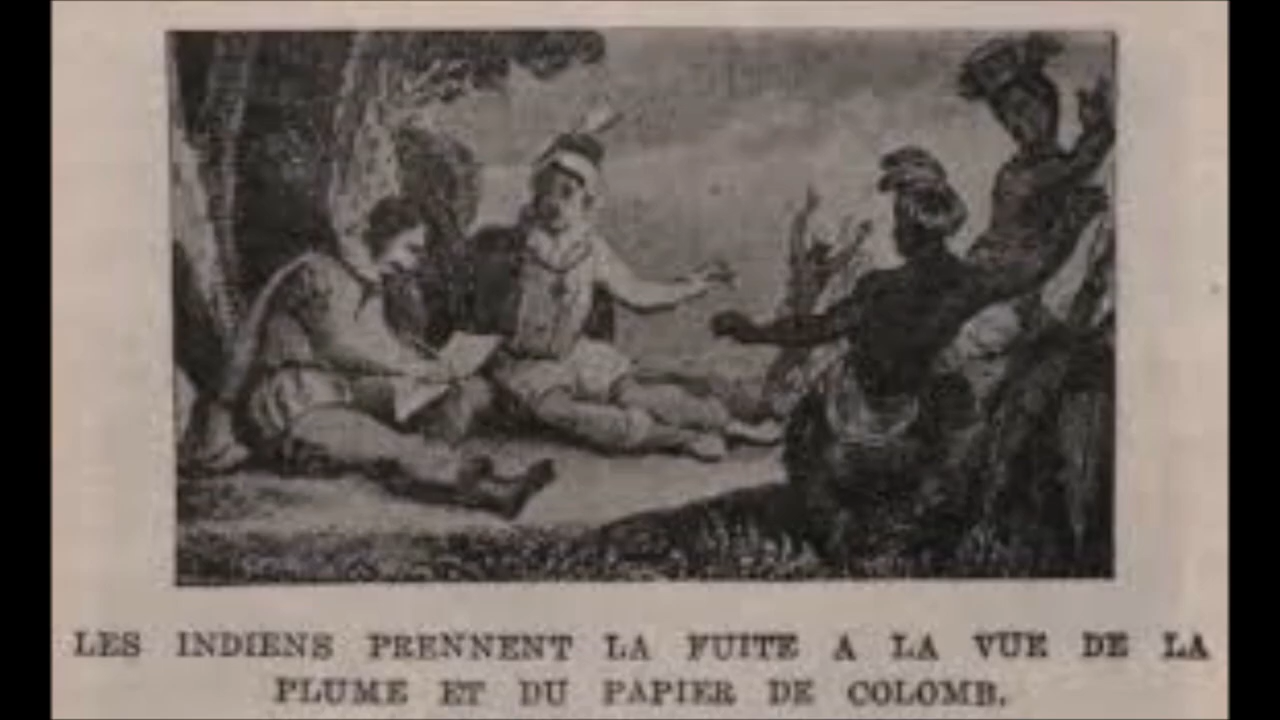 LES INDIENS PRENNENT LA FUITE A LA VUE DE LA
PLUME ET DU PAPIER DE COLOMB.